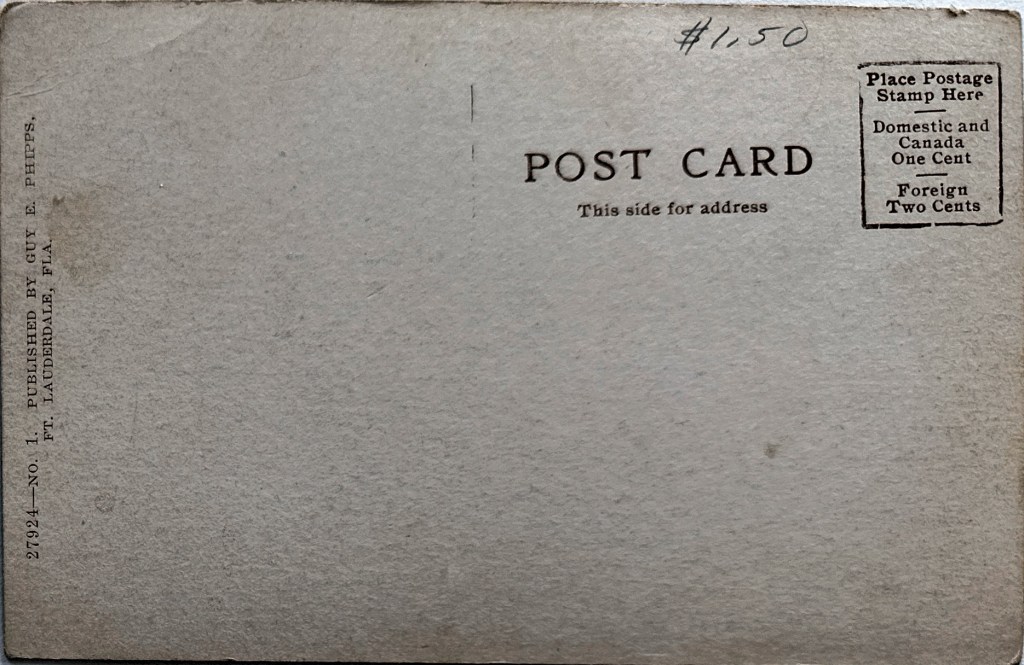 $1.50
Place Postage
Stamp Here
Domestic and
Canada
One Cent
Foreign
Two Cents
POST CARD
This side for address
27924—NO. 1. PUBLISHED BY GUY E. PHIPPS,
FT. LAUDERDALE, FLA.